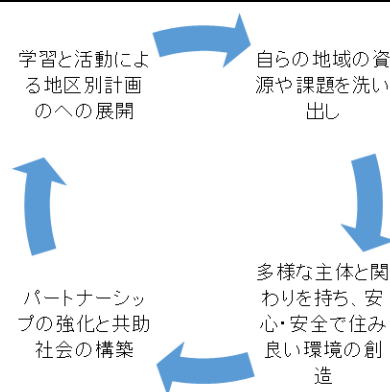 学習と活動によ
る地区別計画
のへの展開
自らの地域の資
源や課題を洗い
出し
多様な主体と関
わりを持ち、安
心・安全で住み
良い環境の創
造
パートナーシッ
プの強化と共助
社会の構築